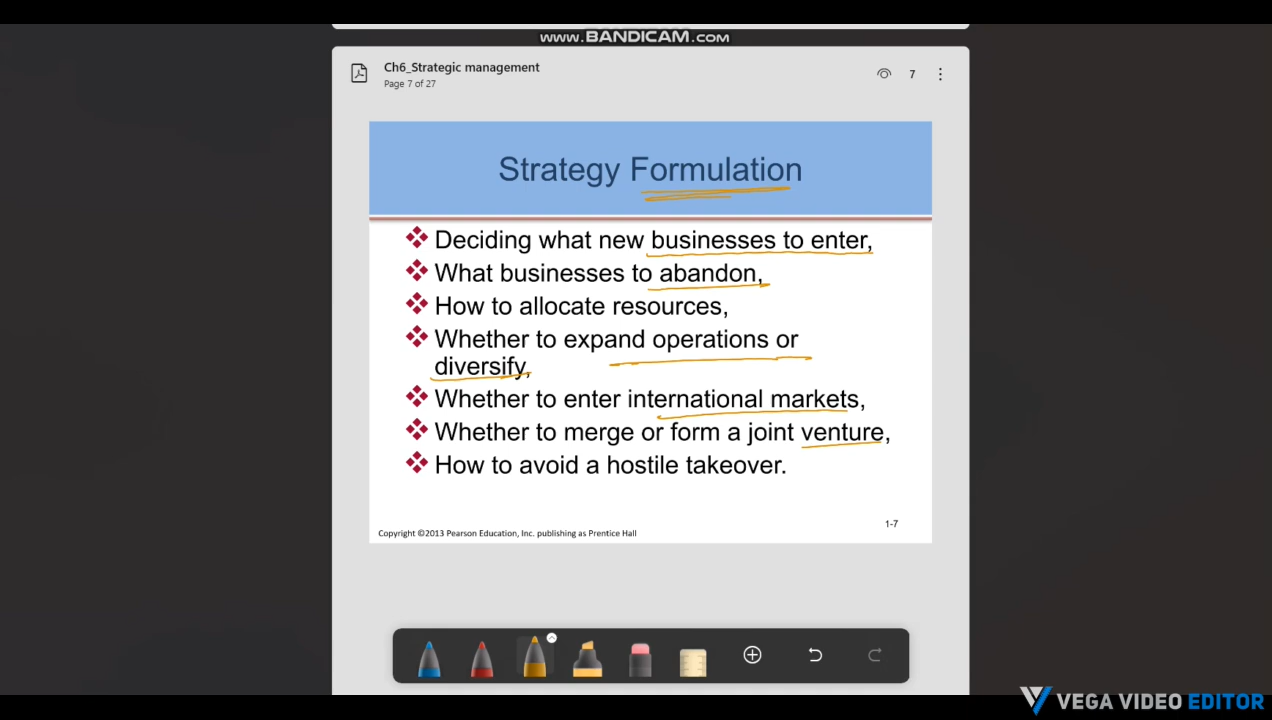 www.BANDICAM.com
Ch6_Strategic management
Page 7 of 27
7
Strategy Formulation
Deciding what new businesses to enter,
What businesses to abandon,
How to allocate resources,
Whether to expand operations or
diversify,
Whether to enter international markets,
Whether to merge or form a joint venture,
How to avoid a hostile takeover.
1-7
Copyright ©2013 Pearson Education, Inc. publishing as Prentice Hall
VEGA VIDEO EDITOR